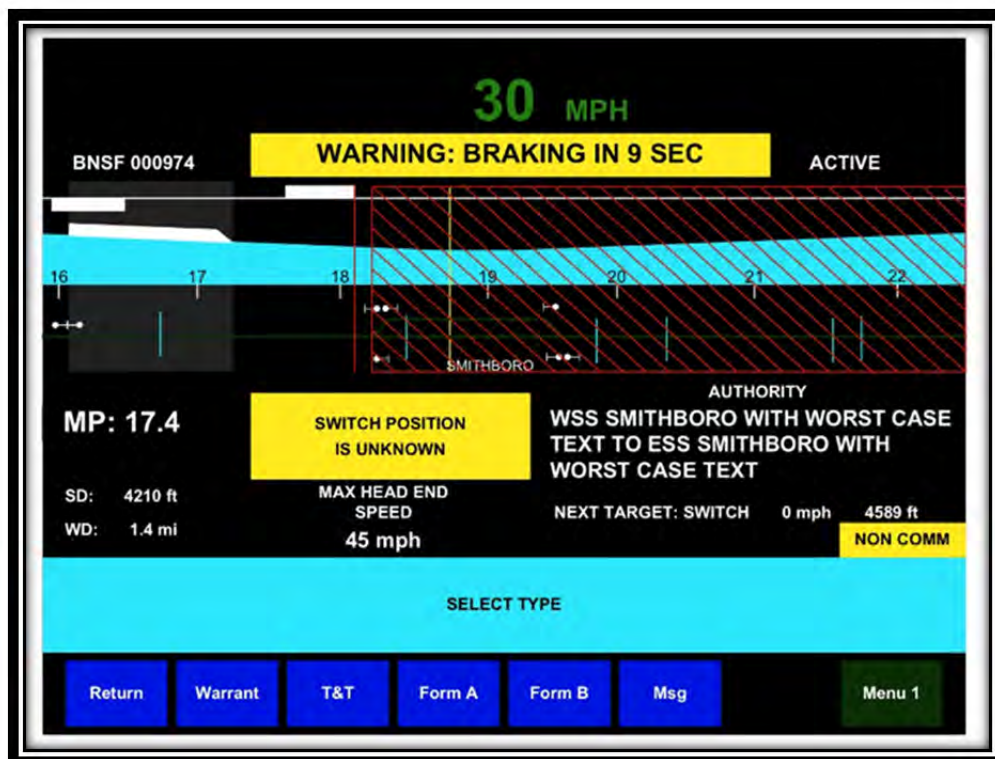 30 MPH
BNSF 000974
WARNING: BRAKING IN 9 SEC
ACTIVE
16 17 18 19 20 21 22
SMITHBORO
MP: 17.4
SWITCH POSITION
IS UNKNOWN
AUTHORITY
WSS SMITHBORO WITH WORST CASE
TEXT TO ESS SMITHBORO WITH
WORST CASE TEXT
SD: 4210 ft
WD: 1.4 mi
MAX HEAD END
SPEED
45 mph
NEXT TARGET: SWITCH 0 mph 4589 ft
NON COMM
SELECT TYPE
Return Warrant T&T Form A Form B Msg Menu 1